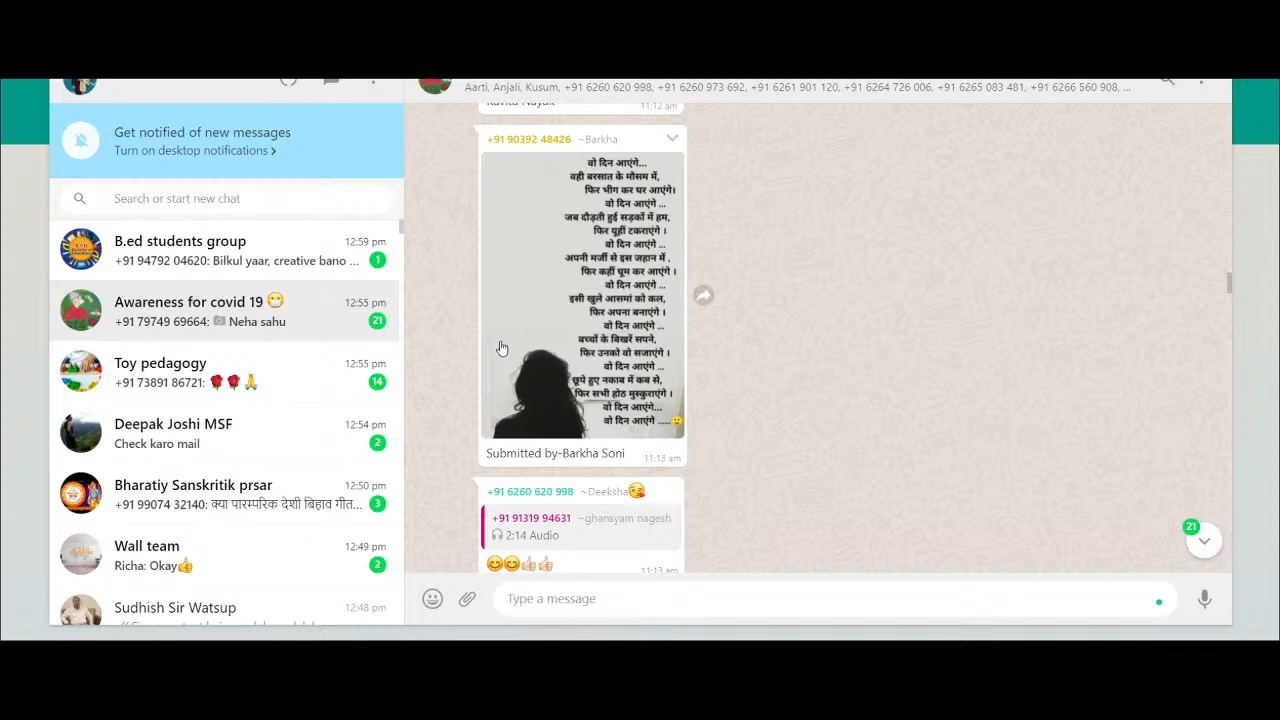 Aarti, Anjali, Kusum, +91 6260 620 998, +91 6260 973 692, +91 6261 901 120, +91 6264 726 006, +91 6265 083 481, +91 6266 560 908, ...
Get notified of new messages
Turn on desktop notifications >
Search or start new chat
B.ed students group 12:59 pm
+91 94792 04620: Bilkul yaar, creative bano ... 1
Awareness for covid 19 😷 12:55 pm
+91 79749 69664: 📷 Neha sahu 21
Toy pedagogy 12:55 pm
+91 73891 86721: 🌹🌹🙏 14
Deepak Joshi MSF 12:54 pm
Check karo mail 2
Bharatiy Sanskritik prsar 12:50 pm
+91 99074 32140: क्या पारम्परिक देशी बिहाव गीत... 3
Wall team 12:49 pm
Richa: Okay👍 2
Sudhish Sir Watsup 12:48 pm
Kavita Nayak 11:12 am
+91 90392 48426 ~Barkha
वो दिन आएंगे...
वही बरसात के मौसम में,
फिर भीग कर घर आएंगे।
वो दिन आएंगे ...
जब दौड़ती हुई सड़कों में हम,
फिर यूहीं टकराएंगे ।
वो दिन आएंगे ...
अपनी मर्जी से इस जहान में ,
फिर कहीं घूम कर आएंगे ।
वो दिन आएंगे ...
इसी खुले आसमां को कल,
फिर अपना बनाएंगे ।
वो दिन आएंगे ...
बच्चों के बिखरें सपने,
फिर उनको वो सजाएंगे ।
वो दिन आएंगे ...
छूपे हुए नकाब में कब से,
फिर सभी होठ मुस्कुराएंगे ।
वो दिन आएंगे...
वो दिन आएंगे ......🙂
Submitted by-Barkha Soni 11:13 am
+91 6260 620 998 ~Deeksha😘
+91 91319 94631 ~ghansyam nagesh
🎧 2:14 Audio
😊😊👍🏻👍🏻 11:13 am
21
Type a message